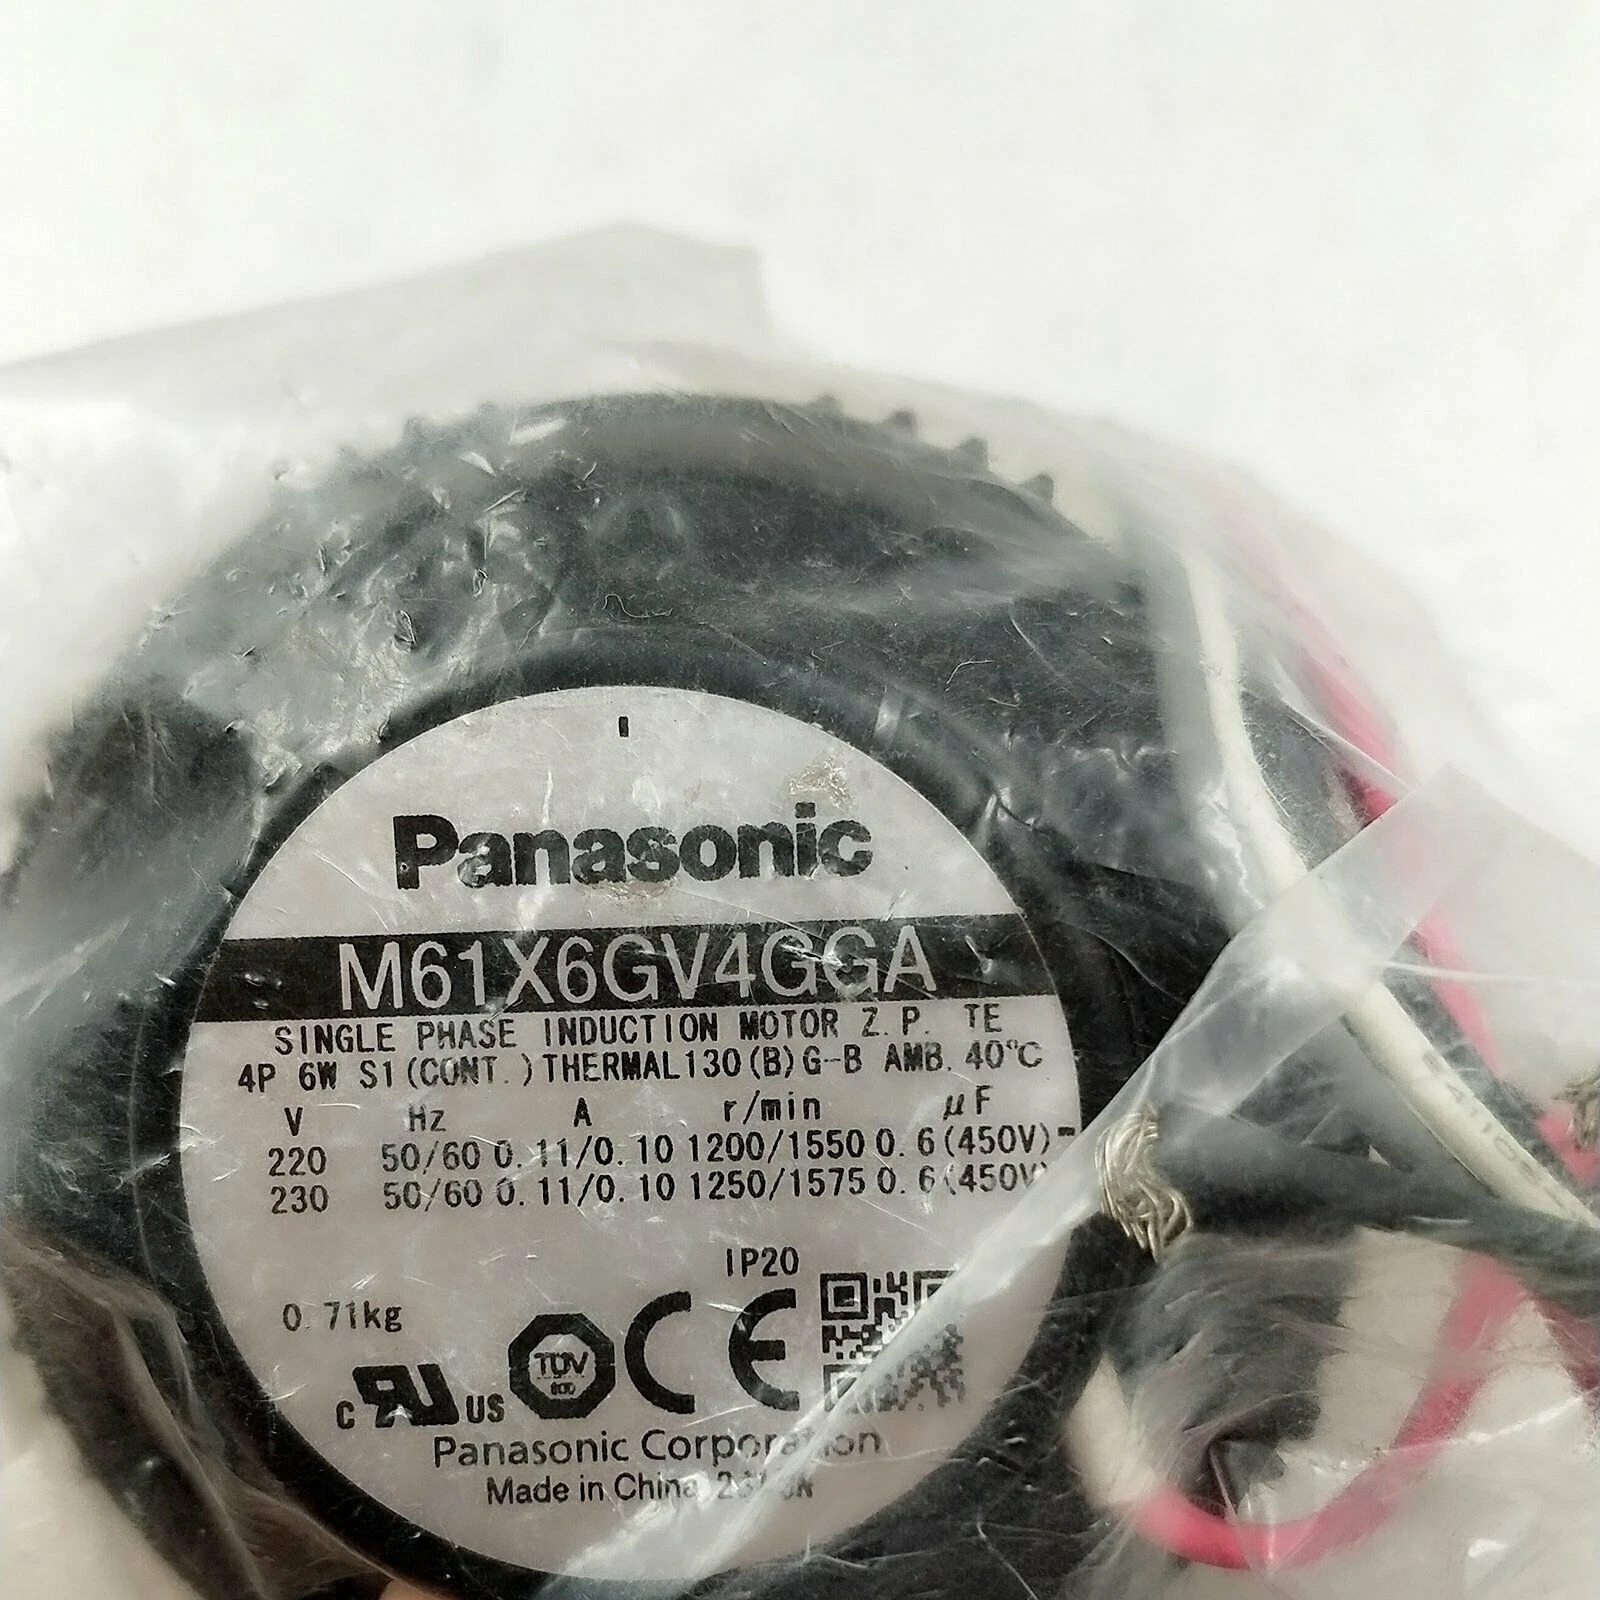 Panasonic
M61X6GV4GGA
SINGLE PHASE INDUCTION MOTOR Z.P. TE
4P 6W S1(CONT.) THERMAL130(B) G-B AMB. 40℃
V Hz A r/min μF
220 50/60 0.11/0.10 1200/1550 0.6(450V)
230 50/60 0.11/0.10 1250/1575 0.6(450V)
IP20
0.71kg
c RU US TÜV CE
Panasonic Corporation
Made in China